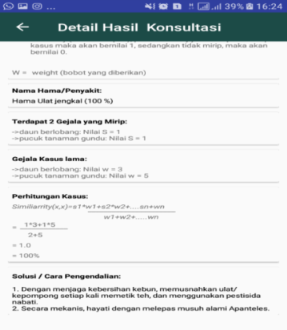 39% 16:24
Detail Hasil Konsultasi
kasus maka akan bernilai 1, sedangkan tidak mirip, maka akan
bernilai 0.
W = weight (bobot yang diberikan)
Nama Hama/Penyakit:
Hama Ulat jengkal (100 %)
Terdapat 2 Gejala yang Mirip:
->daun berlobang: Nilai S = 1
->pucuk tanaman gundu: Nilai S = 1
Gejala Kasus lama:
->daun berlobang: Nilai w = 3
->pucuk tanaman gundu: Nilai w = 5
Perhitungan Kasus:
Similiarrity(x,x)=s1*w1+s2*w2+.....sn+wn
w1+w2+.....wn
= 1*3+1*5
2+5
= 1.0
= 100%
Solusi / Cara Pengendalian:
1. Dengan menjaga kebersihan kebun, memusnahkan ulat/
kepompong setiap kali memetik teh, dan menggunakan pestisida
nabati.
2. Secara mekanis, hayati dengan melepas musuh alami Apanteles.